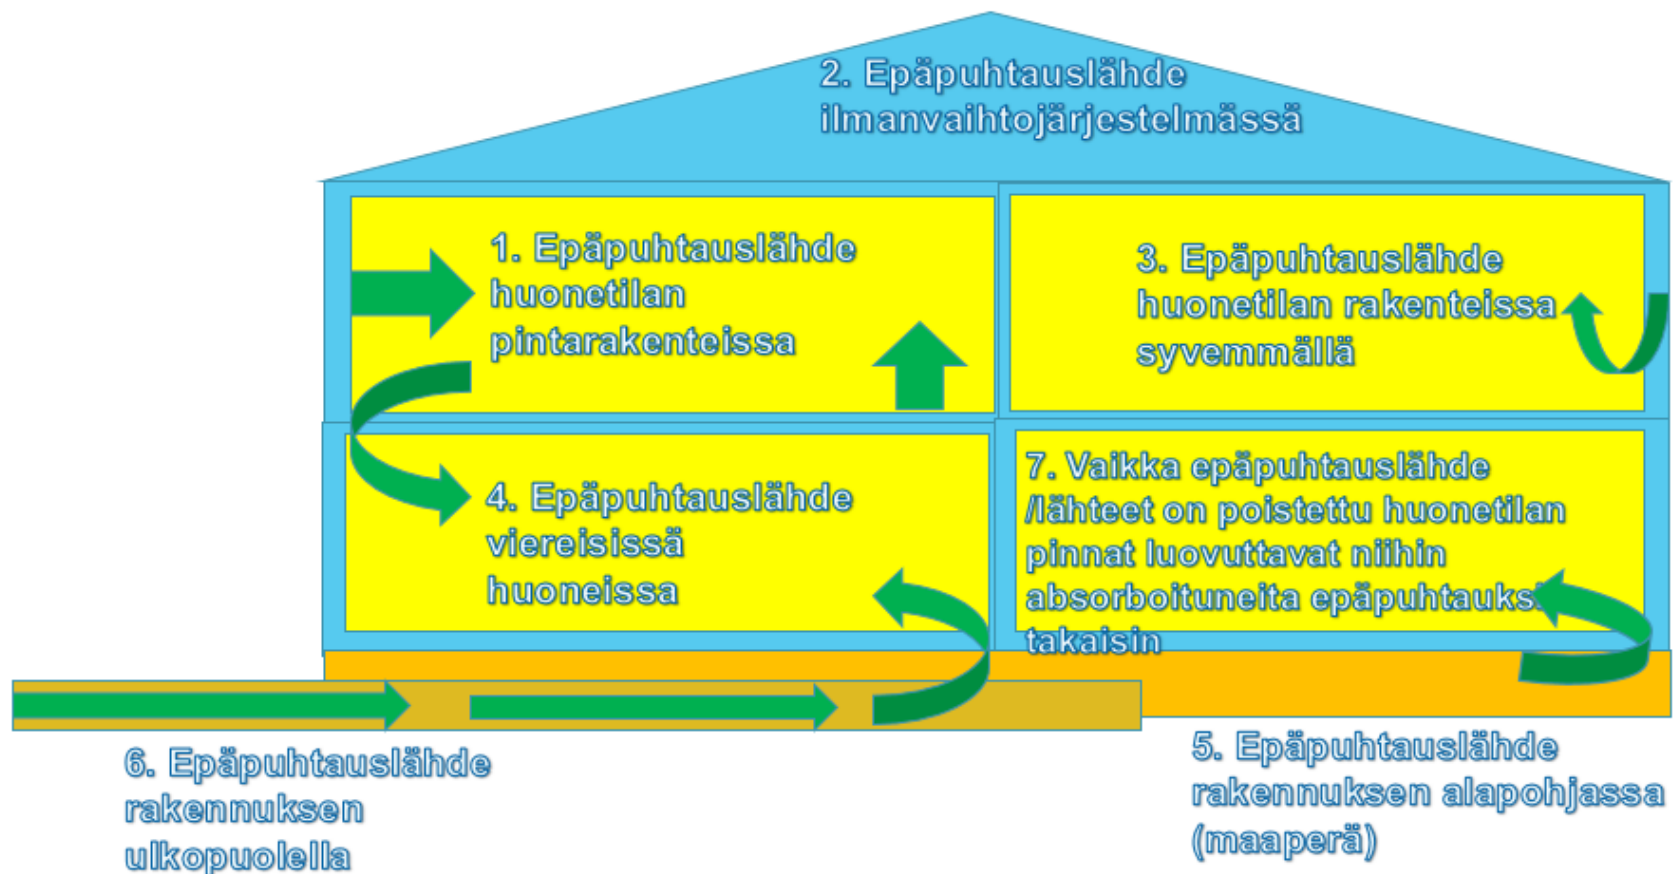 2. Epäpuhtauslähde
ilmanvaihtojärjestelmässä
1. Epäpuhtauslähde
huonetilan
pintarakenteissa
3. Epäpuhtauslähde
huonetilan rakenteissa
syvemmällä
4. Epäpuhtauslähde
viereisissä
huoneissa
7. Vaikka epäpuhtauslähde
/lähteet on poistettu huonetilan
pinnat luovuttavat niihin
absorboituneita epäpuhtauksi
takaisin
6. Epäpuhtauslähde
rakennuksen
ulkopuolella
5. Epäpuhtauslähde
rakennuksen alapohjassa
(maaperä)